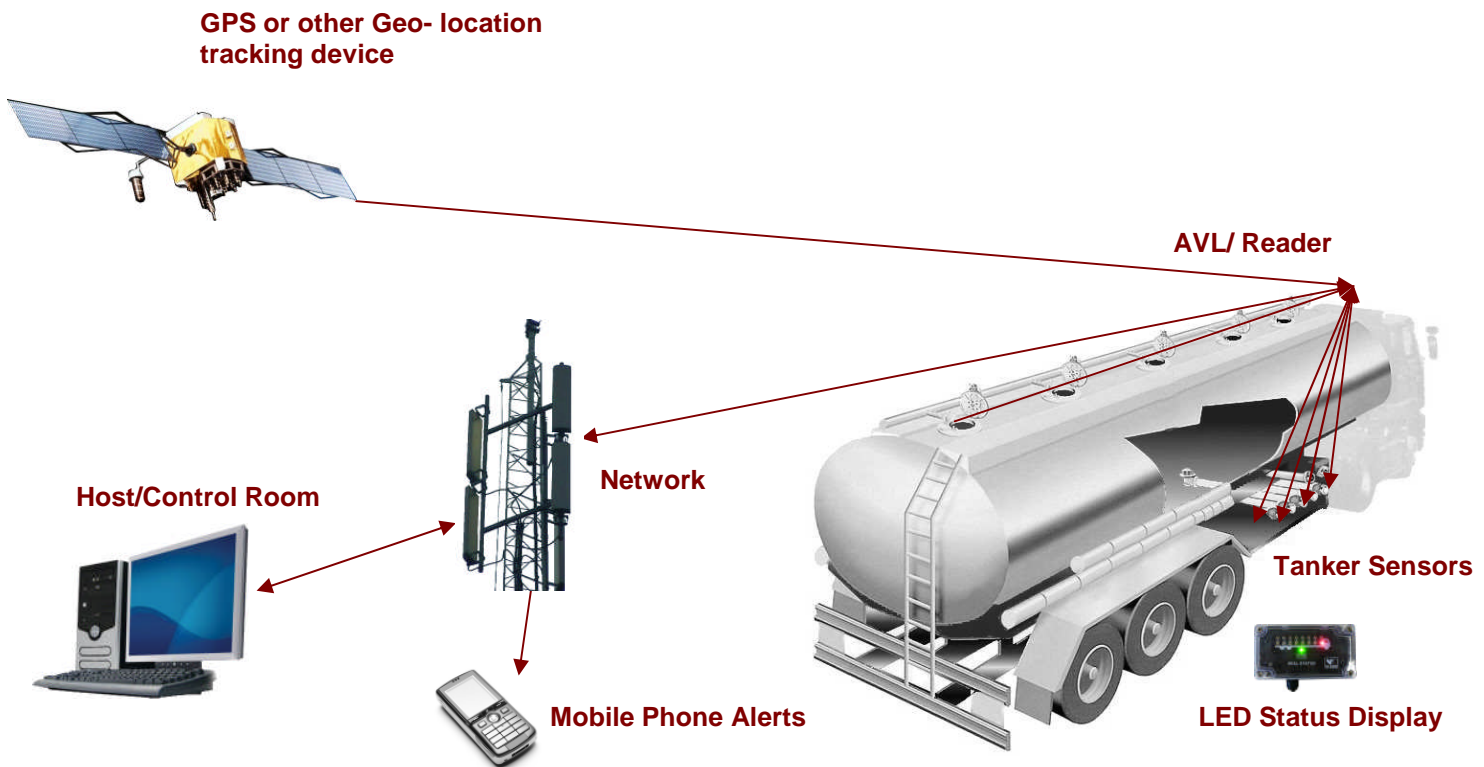 GPS or other Geo- location
tracking device
AVL/ Reader
Network
Host/Control Room
Tanker Sensors
Mobile Phone Alerts
LED Status Display